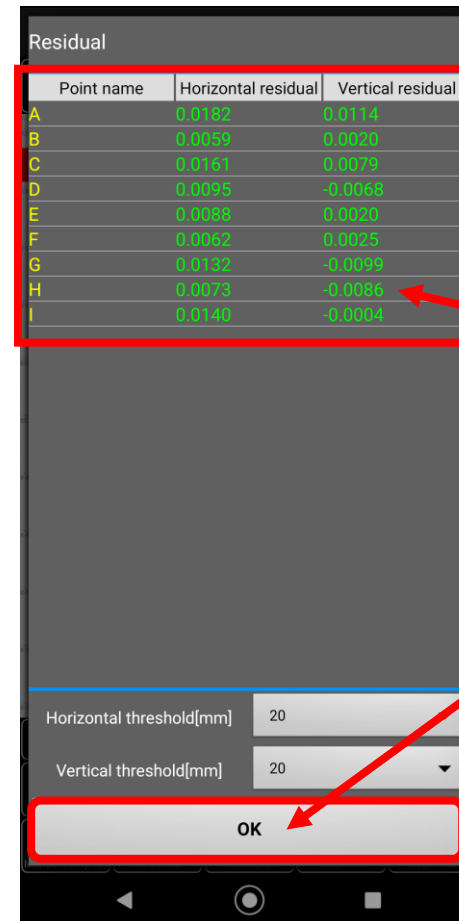 Residual
Point name Horizontal residual Vertical residual
A 0.0182 0.0114
B 0.0059 0.0020
C 0.0161 0.0079
D 0.0095 -0.0068
E 0.0088 0.0020
F 0.0062 0.0025
G 0.0132 -0.0099
H 0.0073 -0.0086
I 0.0140 -0.0004
Horizontal threshold[mm] 20
Vertical threshold[mm] 20
OK